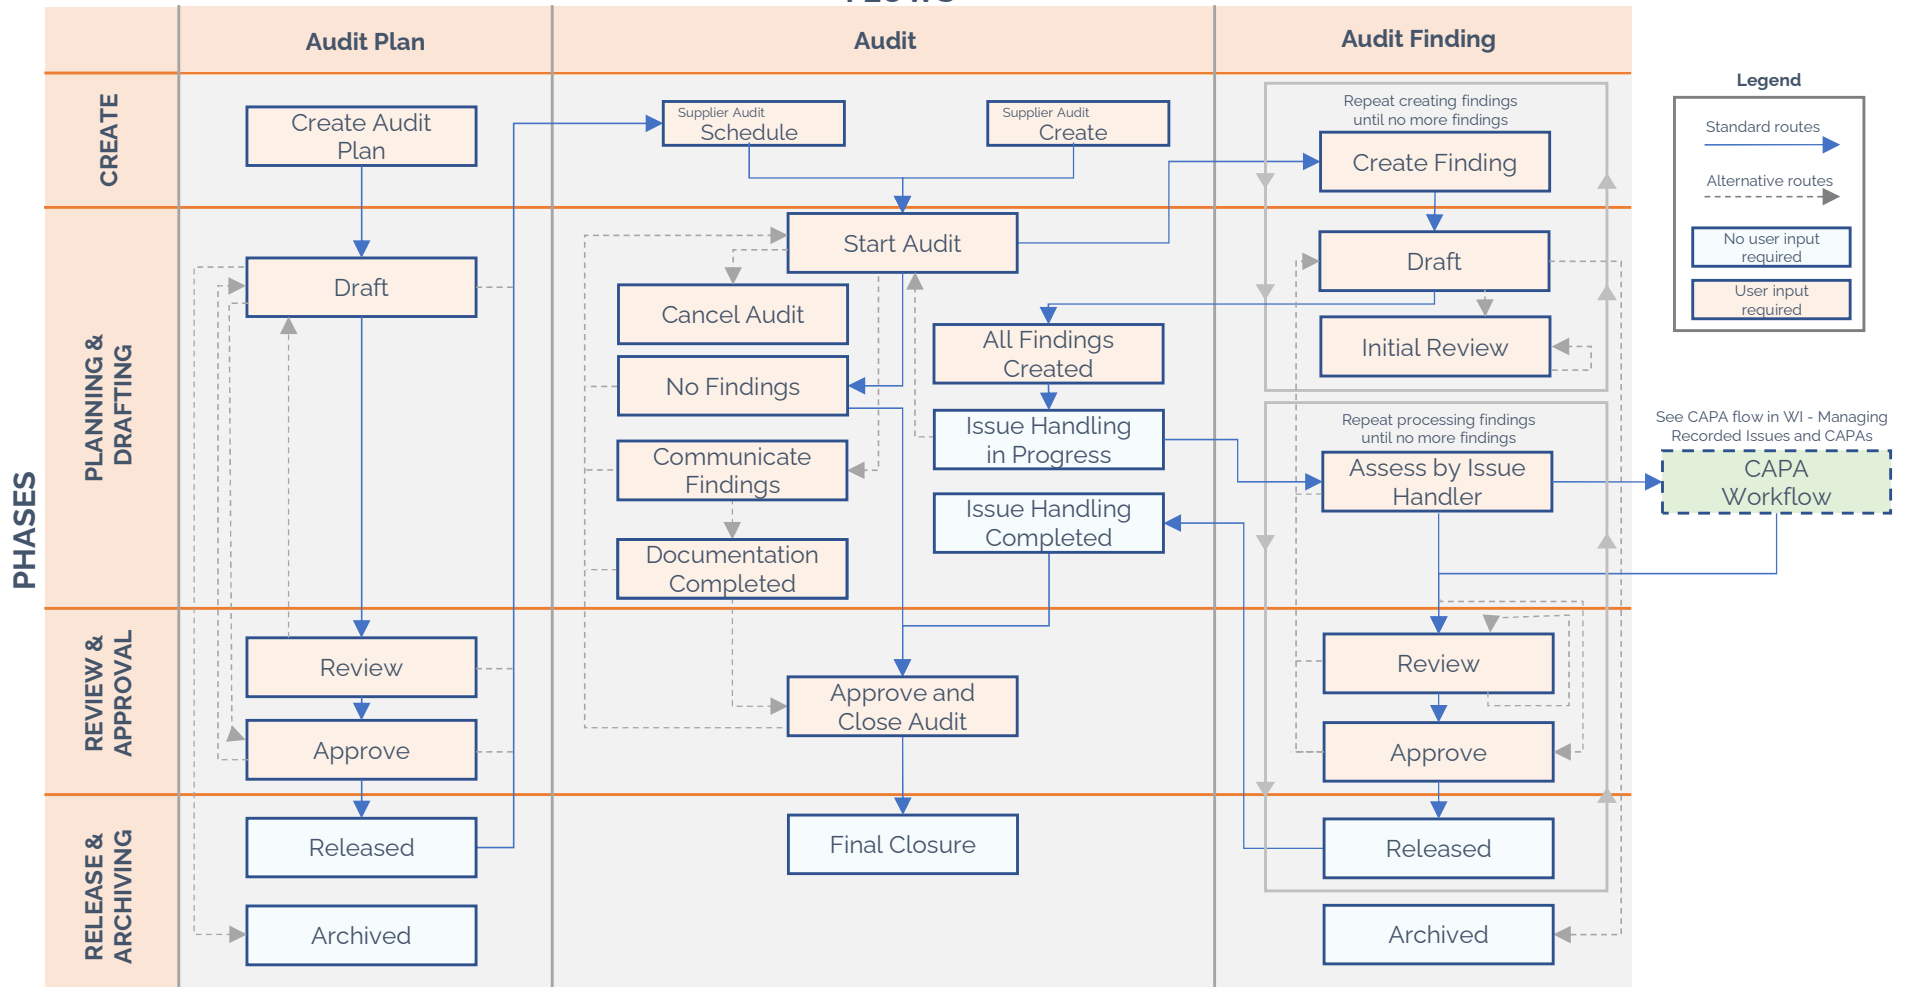 Audit Plan
Audit
Audit Finding
Legend
CREATE
PLANNING &
DRAFTING
REVIEW &
APPROVAL
RELEASE &
ARCHIVING
PHASES
Create Audit
Plan
Draft
Review
Approve
Released
Archived
Supplier Audit
Schedule
Supplier Audit
Create
Start Audit
Cancel Audit
No Findings
Communicate
Findings
Documentation
Completed
All Findings
Created
Issue Handling
in Progress
Issue Handling
Completed
Approve and
Close Audit
Final Closure
Repeat creating findings
until no more findings
Create Finding
Draft
Initial Review
Repeat processing findings
until no more findings
Assess by Issue
Handler
Review
Approve
Released
Archived
Standard routes
Alternative routes
No user input
required
User input
required
See CAPA flow in WI - Managing
Recorded Issues and CAPAs
CAPA
Workflow